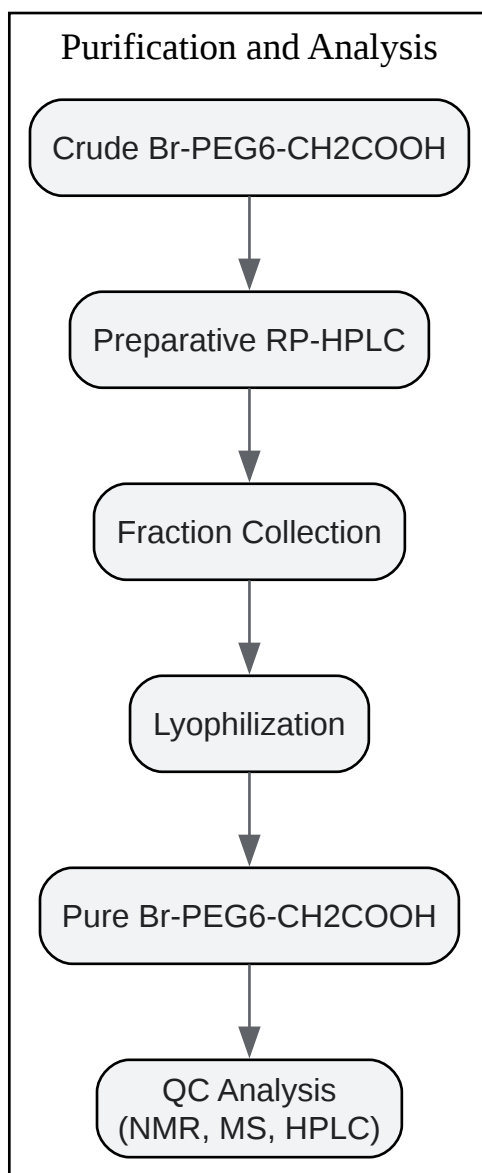 Purification and Analysis
Crude Br-PEG6-CH2COOH
Preparative RP-HPLC
Fraction Collection
Lyophilization
Pure Br-PEG6-CH2COOH
QC Analysis
(NMR, MS, HPLC)